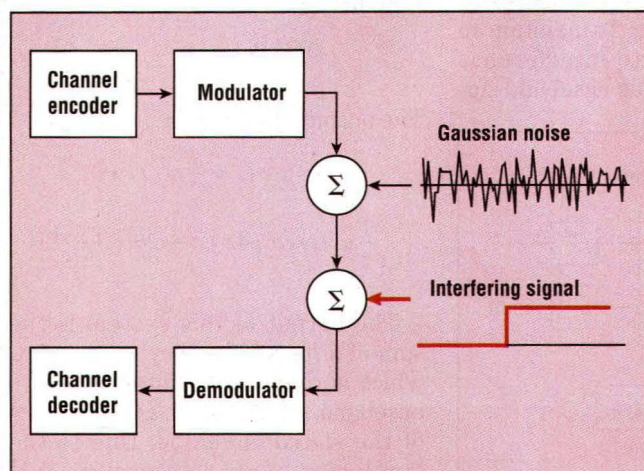 Channel
encoder
Modulator
Gaussian noise
Σ
Σ
Interfering signal
Channel
decoder
Demodulator